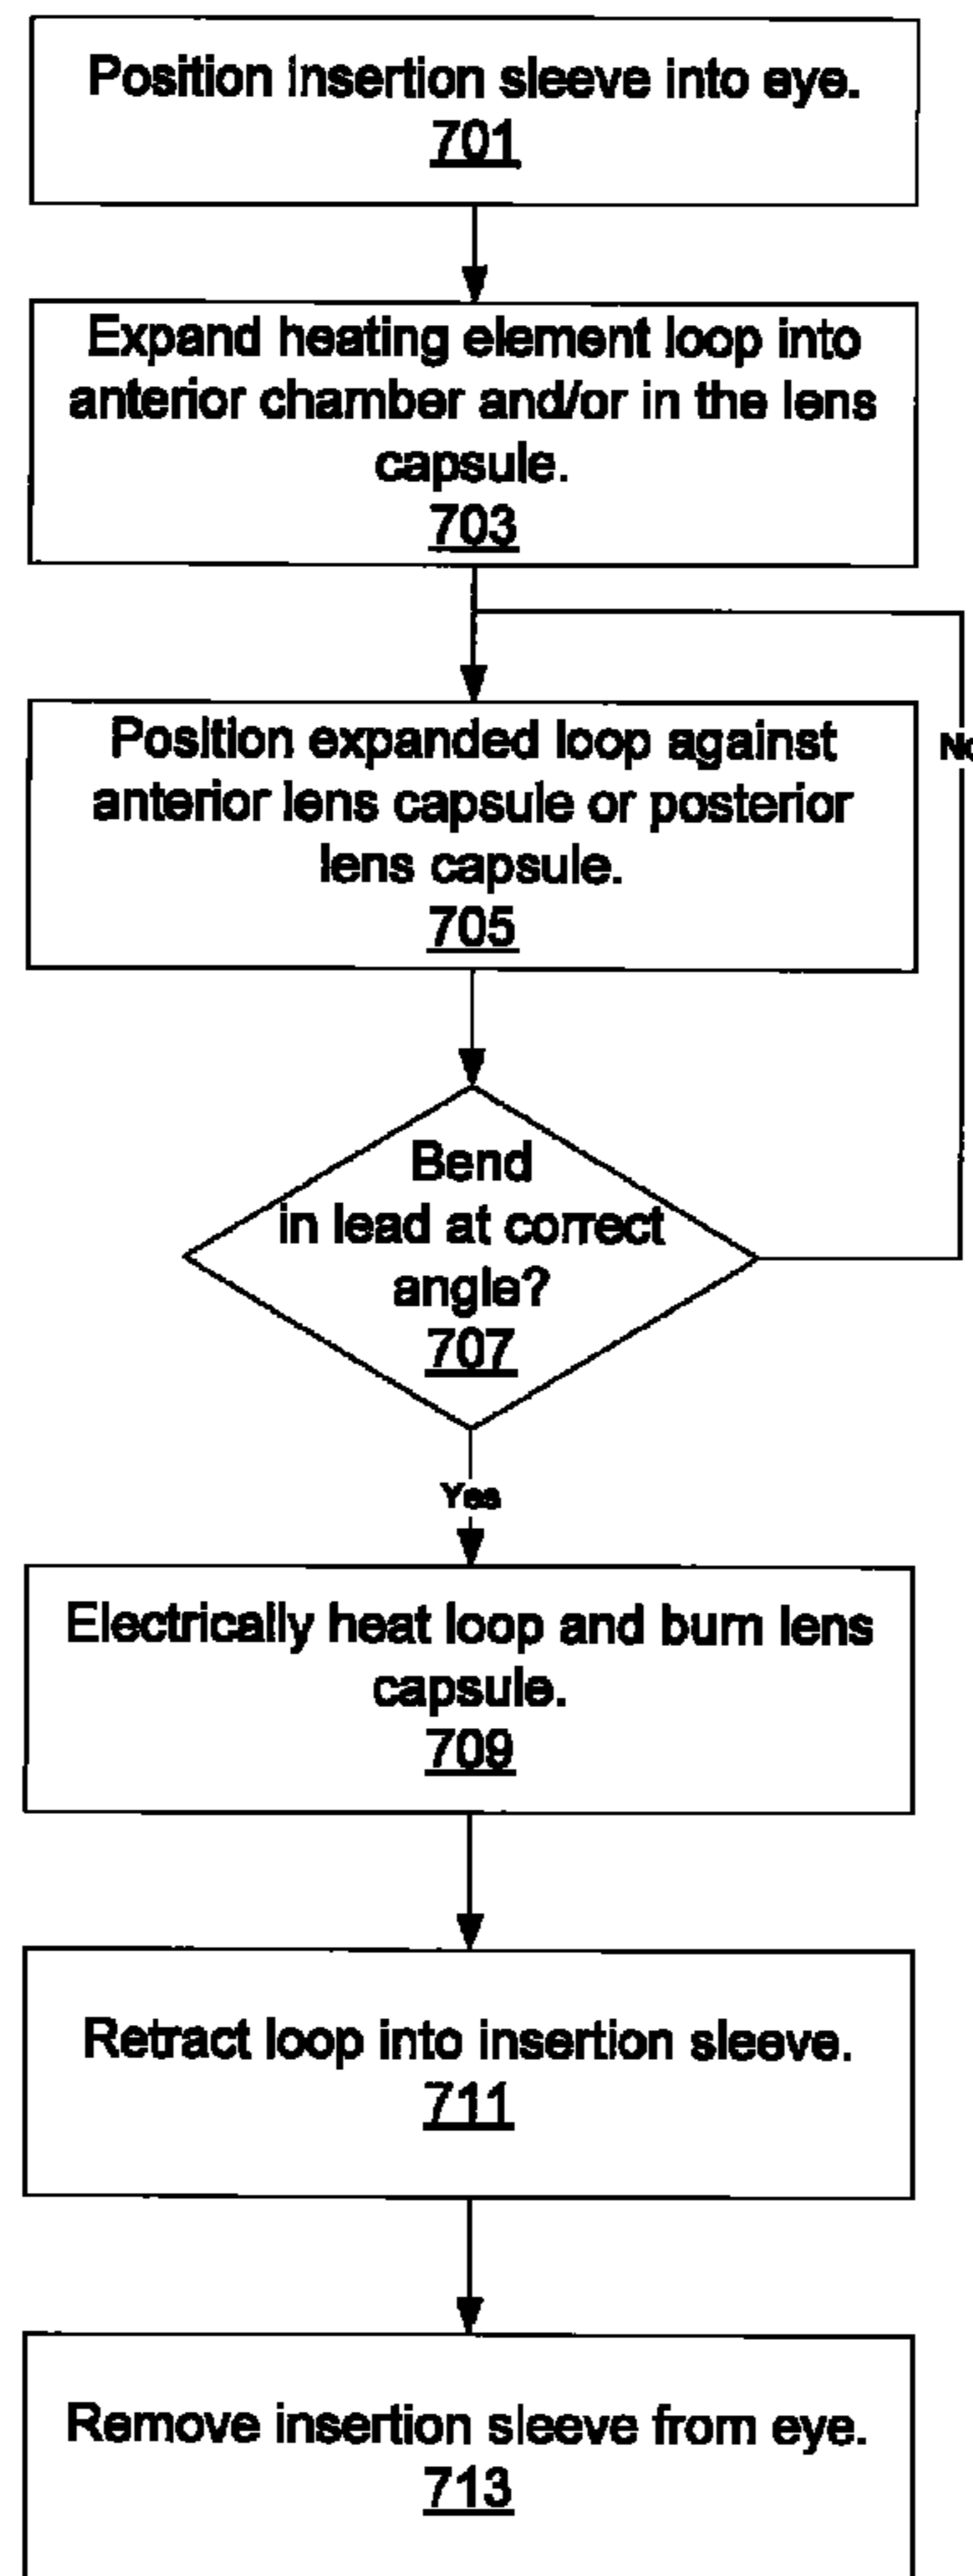 Position insertion sleeve into eye.
701
Expand heating element loop into
anterior chamber and/or in the lens
capsule.
703
Position expanded loop against
anterior lens capsule or posterior
lens capsule.
705
No
Bend
in lead at correct
angle?
707
Yes
Electrically heat loop and burn lens
capsule.
709
Retract loop into insertion sleeve.
711
Remove insertion sleeve from eye.
713